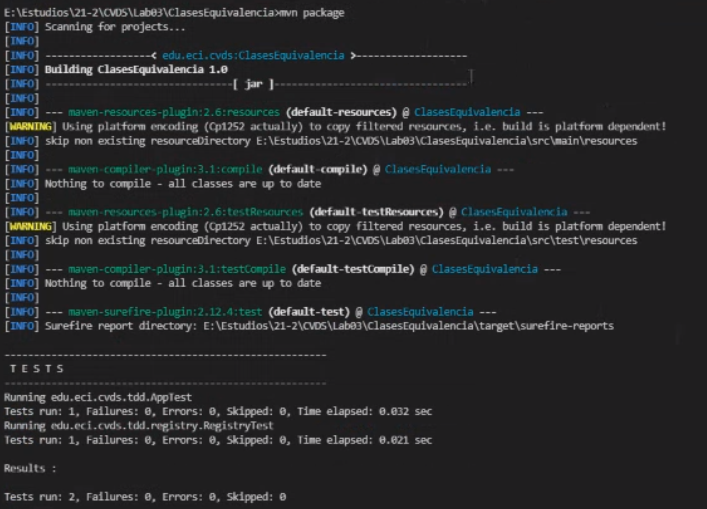 E:\Estudios\21-2\CVDS\Lab03\ClasesEquivalencia>mvn package
[INFO] Scanning for projects...
[INFO]
[INFO] ------------------< edu.eci.cvds:ClasesEquivalencia >-------------------
[INFO] Building ClasesEquivalencia 1.0
[INFO] --------------------------------[ jar ]---------------------------------
[INFO]
[INFO] --- maven-resources-plugin:2.6:resources (default-resources) @ ClasesEquivalencia ---
[WARNING] Using platform encoding (Cp1252 actually) to copy filtered resources, i.e. build is platform dependent!
[INFO] skip non existing resourceDirectory E:\Estudios\21-2\CVDS\Lab03\ClasesEquivalencia\src\main\resources
[INFO]
[INFO] --- maven-compiler-plugin:3.1:compile (default-compile) @ ClasesEquivalencia ---
[INFO] Nothing to compile - all classes are up to date
[INFO]
[INFO] --- maven-resources-plugin:2.6:testResources (default-testResources) @ ClasesEquivalencia ---
[WARNING] Using platform encoding (Cp1252 actually) to copy filtered resources, i.e. build is platform dependent!
[INFO] skip non existing resourceDirectory E:\Estudios\21-2\CVDS\Lab03\ClasesEquivalencia\src\test\resources
[INFO]
[INFO] --- maven-compiler-plugin:3.1:testCompile (default-testCompile) @ ClasesEquivalencia ---
[INFO] Nothing to compile - all classes are up to date
[INFO]
[INFO] --- maven-surefire-plugin:2.12.4:test (default-test) @ ClasesEquivalencia ---
[INFO] Surefire report directory: E:\Estudios\21-2\CVDS\Lab03\ClasesEquivalencia\target\surefire-reports
-------------------------------------------------------
T E S T S
-------------------------------------------------------
Running edu.eci.cvds.tdd.AppTest
Tests run: 1, Failures: 0, Errors: 0, Skipped: 0, Time elapsed: 0.032 sec
Running edu.eci.cvds.tdd.registry.RegistryTest
Tests run: 1, Failures: 0, Errors: 0, Skipped: 0, Time elapsed: 0.021 sec
Results :
Tests run: 2, Failures: 0, Errors: 0, Skipped: 0